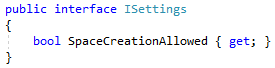 public interface ISettings
{
    bool SpaceCreationAllowed { get; }
}